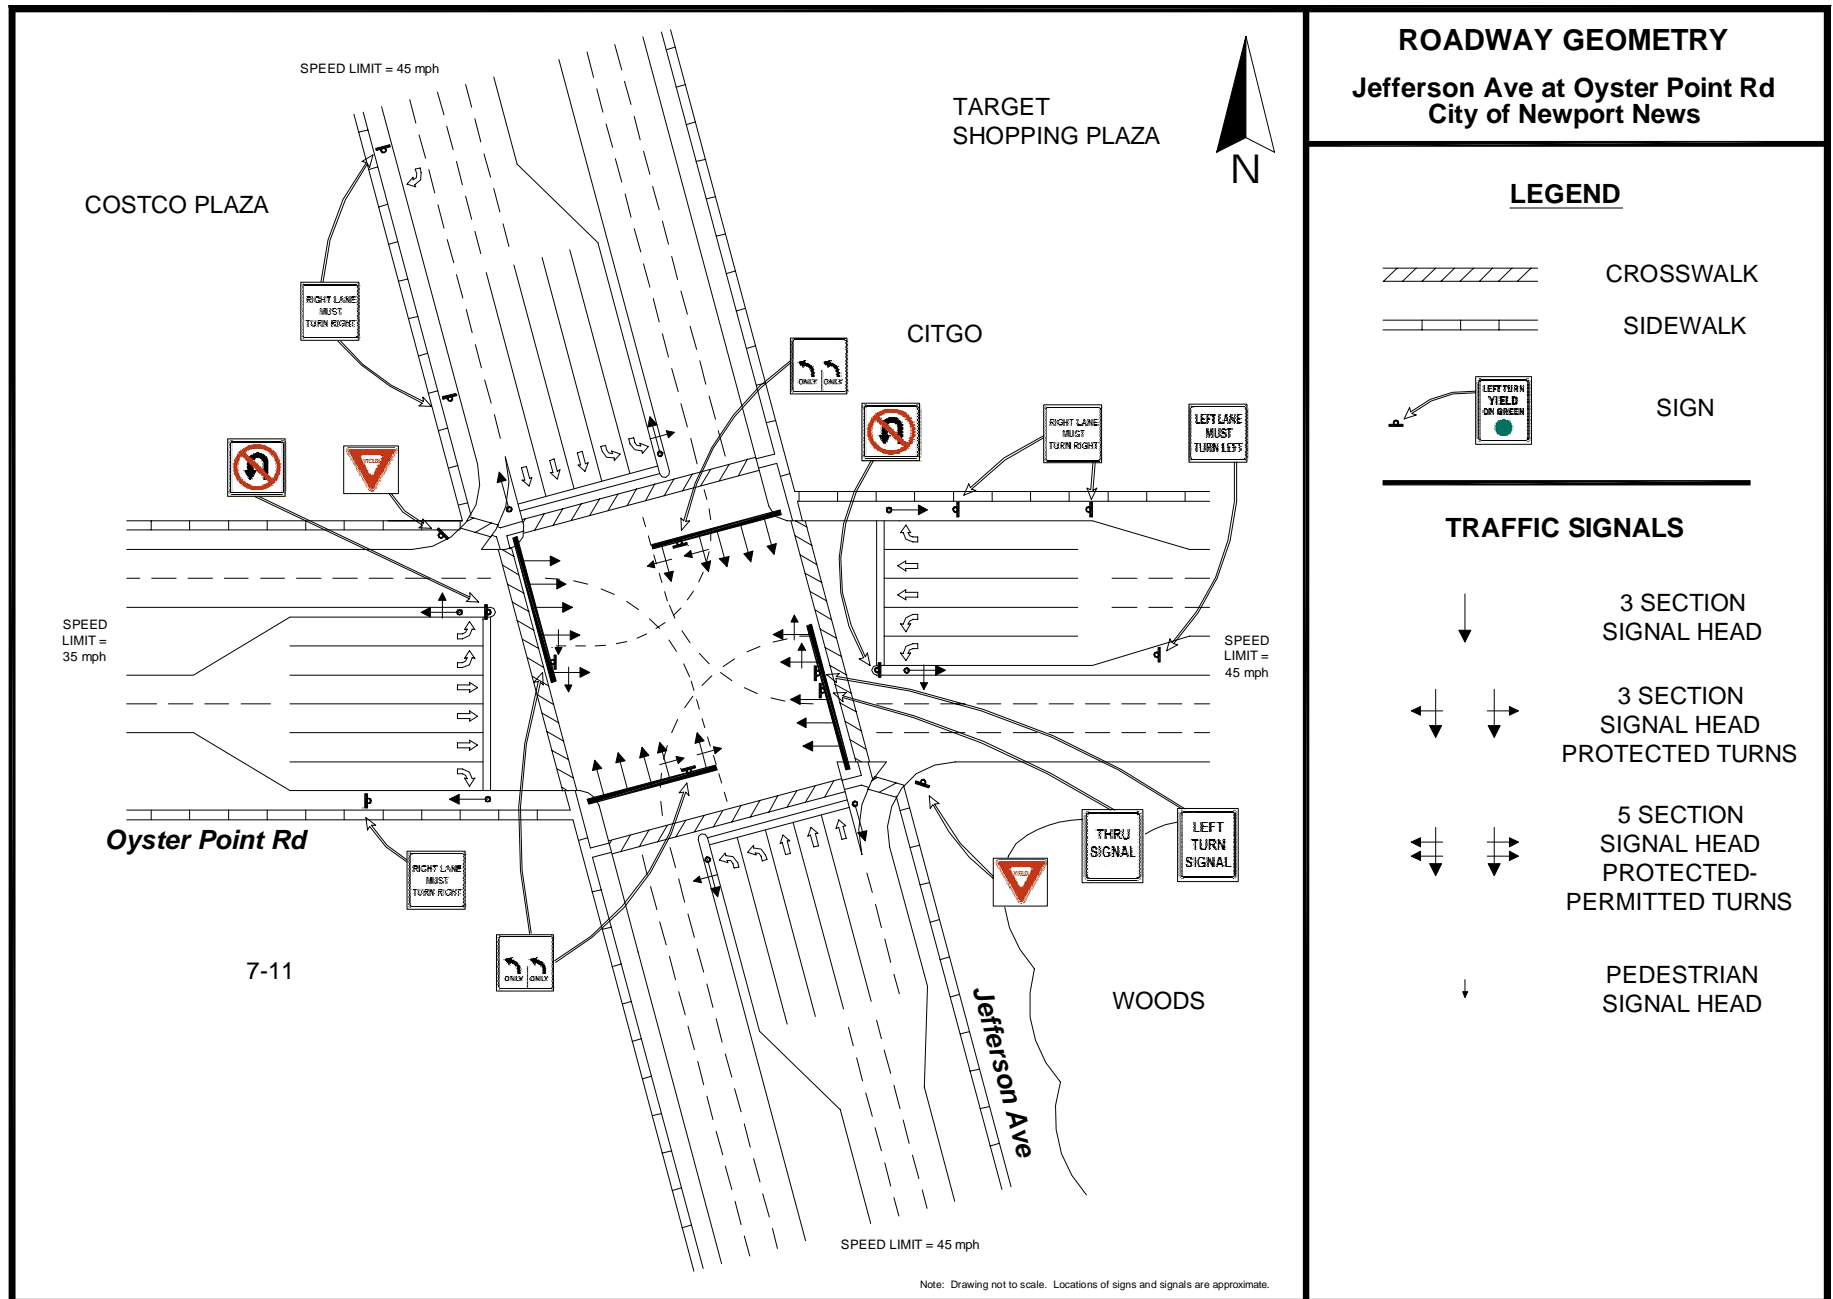 SPEED LIMIT = 45 mph
TARGET
SHOPPING PLAZA
N
COSTCO PLAZA
RIGHT LANE
MUST
TURN RIGHT
CITGO
ONLY ONLY
RIGHT LANE
MUST
TURN RIGHT
LEFT LANE
MUST
TURN LEFT
SPEED
LIMIT =
35 mph
SPEED
LIMIT =
45 mph
Oyster Point Rd
RIGHT LANE
MUST
TURN RIGHT
THRU
SIGNAL
LEFT
TURN
SIGNAL
YIELD
ONLY ONLY
7-11
WOODS
Jefferson Ave
SPEED LIMIT = 45 mph
Note: Drawing not to scale. Locations of signs and signals are approximate.
ROADWAY GEOMETRY
Jefferson Ave at Oyster Point Rd
City of Newport News
LEGEND
CROSSWALK
SIDEWALK
LEFT TURN
YIELD
ON GREEN
SIGN
TRAFFIC SIGNALS
3 SECTION
SIGNAL HEAD
3 SECTION
SIGNAL HEAD
PROTECTED TURNS
5 SECTION
SIGNAL HEAD
PROTECTED-
PERMITTED TURNS
PEDESTRIAN
SIGNAL HEAD